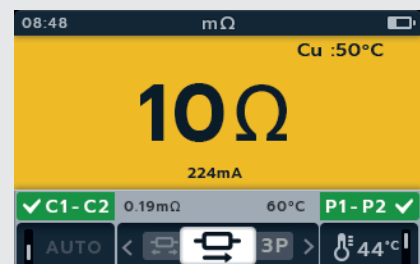 08:48 mΩ
Cu :50°C
10Ω
224mA
✓ C1-C2 0.19mΩ 60°C P1-P2 ✓
AUTO < 3P > 44°C